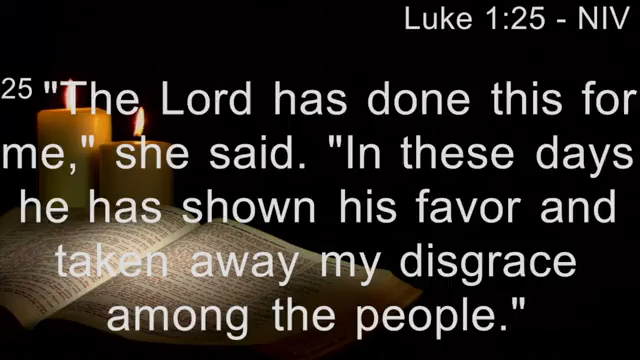 Luke 1:25 - NIV
25 "The Lord has done this for
me," she said. "In these days
he has shown his favor and
taken away my disgrace
among the people."